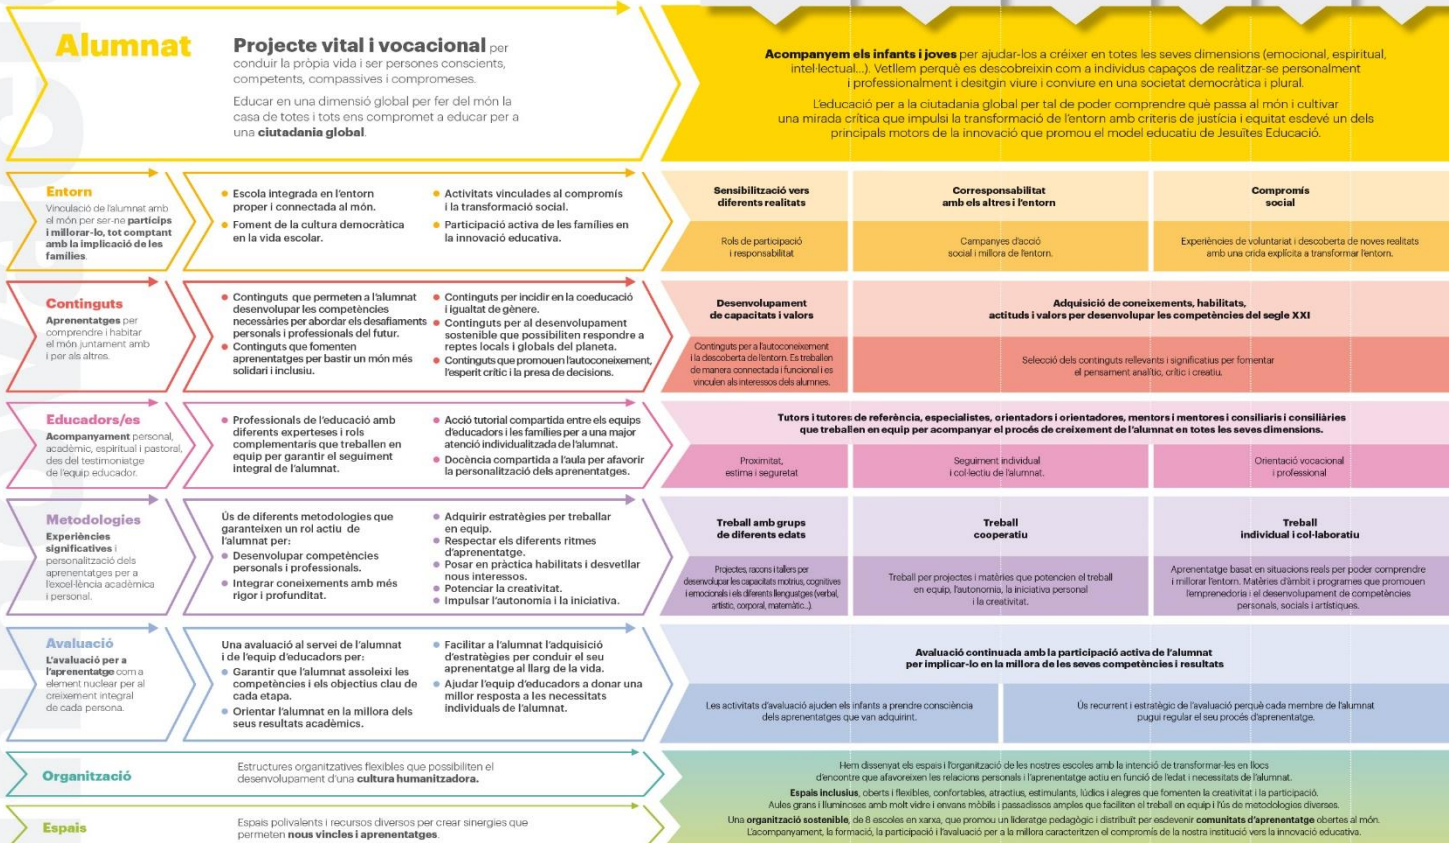 Alumnat
Projecte vital i vocacional per
conduir la pròpia vida i ser persones conscients,
competents, compassives i compromeses.
Educar en una dimensió global per fer del món la
casa de totes i tots ens compromet a educar per a
una ciutadania global.
Acompanyem els infants i joves per ajudar-los a créixer en totes les seves dimensions (emocional, espiritual,
intel·lectual...). Vetllem perquè es descobreixin com a individus capaços de realitzar-se personalment
i professionalment i desitgin viure i conviure en una societat democràtica i plural.
L'educació per a la ciutadania global per tal de poder comprendre què passa al món i cultivar
una mirada crítica que impulsi la transformació de l'entorn amb criteris de justícia i equitat esdevé un dels
principals motors de la innovació que promou el model educatiu de Jesuïtes Educació.
Entorn
Vinculació de l'alumnat amb
el món per ser-ne partícips
i millorar-lo, tot comptant
amb la implicació de les
famílies.
Escola integrada en l'entorn
proper i connectada al món.
Foment de la cultura democràtica
en la vida escolar.
Activitats vinculades al compromís
i la transformació social.
Participació activa de les famílies en
la innovació educativa.
Sensibilització vers
diferents realitats
Corresponsabilitat
amb els altres i l'entorn
Compromís
social
Rols de participació
i responsabilitat
Campanyes d'acció
social i millora de l'entorn.
Experiències de voluntariat i descoberta de noves realitats
amb una crida explícita a transformar l'entorn.
Continguts
Aprenentatges per
comprendre i habitar
el món juntament amb
i per als altres.
Continguts que permeten a l'alumnat
desenvolupar les competències
necessàries per abordar els desafiaments
personals i professionals del futur.
Continguts que fomenten
aprenentatges per bastir un món més
solidari i inclusiu.
Continguts per incidir en la coeducació
i igualtat de gènere.
Continguts per al desenvolupament
sostenible que possibiliten respondre a
reptes locals i globals del planeta.
Continguts que promouen l'autoconeixement,
l'esperit crític i la presa de decisions.
Desenvolupament
de capacitats i valors
Adquisició de coneixements, habilitats,
actituds i valors per desenvolupar les competències del segle XXI
Continguts per a l'autoconeixement
i la descoberta de l'entorn. Es treballen
de manera connectada i funcional i es
vinculen als interessos dels alumnes.
Selecció dels continguts rellevants i significatius per fomentar
el pensament analític, crític i creatiu.
Educadors/es
Acompanyament personal,
acadèmic, espiritual i pastoral,
des del testimoniatge
de l'equip educador.
Professionals de l'educació amb
diferents experteses i rols
complementaris que treballen en
equip per garantir el seguiment
integral de l'alumnat.
Acció tutorial compartida entre els equips
d'educadors i les famílies per a una major
atenció individualitzada de l'alumnat.
Docència compartida a l'aula per afavorir
la personalització dels aprenentatges.
Tutors i tutores de referència, especialistes, orientadors i orientadores, mentors i mentores i consiliaris i consiliàries
que treballen en equip per acompanyar el procés de creixement de l'alumnat en totes les seves dimensions.
Proximitat,
estima i seguretat
Seguiment individual
i col·lectiu de l'alumnat.
Orientació vocacional
i professional
Metodologies
Experiències
significatives i
personalització dels
aprenentatges per a
l'excel·lència acadèmica
i personal.
Ús de diferents metodologies que
garanteixen un rol actiu de
l'alumnat per:
Desenvolupar competències
personals i professionals.
Integrar coneixements amb més
rigor i profunditat.
Adquirir estratègies per treballar
en equip.
Respectar els diferents ritmes
d'aprenentatge.
Posar en pràctica habilitats i desvetllar
nous interessos.
Potenciar la creativitat.
Impulsar l'autonomia i la iniciativa.
Treball amb grups
de diferents edats
Treball
cooperatiu
Treball
individual i col·laboratiu
Projectes, racons i tallers per
desenvolupar les capacitats motrius, cognitives
i emocionals i els diferents llenguatges (verbal,
artístic, corporal, matemàtic...).
Treball per projectes i matèries que potencien el treball
en equip, l'autonomia, la iniciativa personal
i la creativitat.
Aprenentatge basat en situacions reals per poder comprendre
i millorar l'entorn. Matèries d'àmbit i programes que promouen
l'emprenedoria i el desenvolupament de competències
personals, socials i artístiques.
Avaluació
L'avaluació per a
l'aprenentatge com a
element nuclear per al
creixement integral
de cada persona.
Una avaluació al servei de l'alumnat
i de l'equip d'educadors per:
Garantir que l'alumnat assoleixi les
competències i els objectius clau de
cada etapa.
Orientar l'alumnat en la millora dels
seus resultats acadèmics.
Facilitar a l'alumnat l'adquisició
d'estratègies per conduir el seu
aprenentatge al llarg de la vida.
Ajudar l'equip d'educadors a donar una
millor resposta a les necessitats
individuals de l'alumnat.
Avaluació continuada amb la participació activa de l'alumnat
per implicar-lo en la millora de les seves competències i resultats
Les activitats d'avaluació ajuden els infants a prendre consciència
dels aprenentatges que van adquirint.
Ús recurrent i estratègic de l'avaluació perquè cada membre de l'alumnat
pugui regular el seu procés d'aprenentatge.
Organització
Estructures organitzatives flexibles que possibiliten el
desenvolupament d'una cultura humanitzadora.
Espais
Espais polivalents i recursos diversos per crear sinergies que
permeten nous vincles i aprenentatges.
Hem dissenyat els espais i l'organització de les nostres escoles amb la intenció de transformar-les en llocs
d'encontre que afavoreixen les relacions personals i l'aprenentatge actiu en funció de l'edat i necessitats de l'alumnat.
Espais inclusius, oberts i flexibles, confortables, atractius, estimulants, lúdics i alegres que fomenten la creativitat i la participació.
Aules grans i lluminoses amb molt vidre i envans mòbils i passadissos amples que faciliten el treball en equip i l'ús de metodologies diverses.
Una organització sostenible, de 8 escoles en xarxa, que promou un lideratge pedagògic i distribuït per esdevenir comunitats d'aprenentatge obertes al món.
L'acompanyament, la formació, la participació i l'avaluació per a la millora caracteritzen el compromís de la nostra institució vers la innovació educativa.